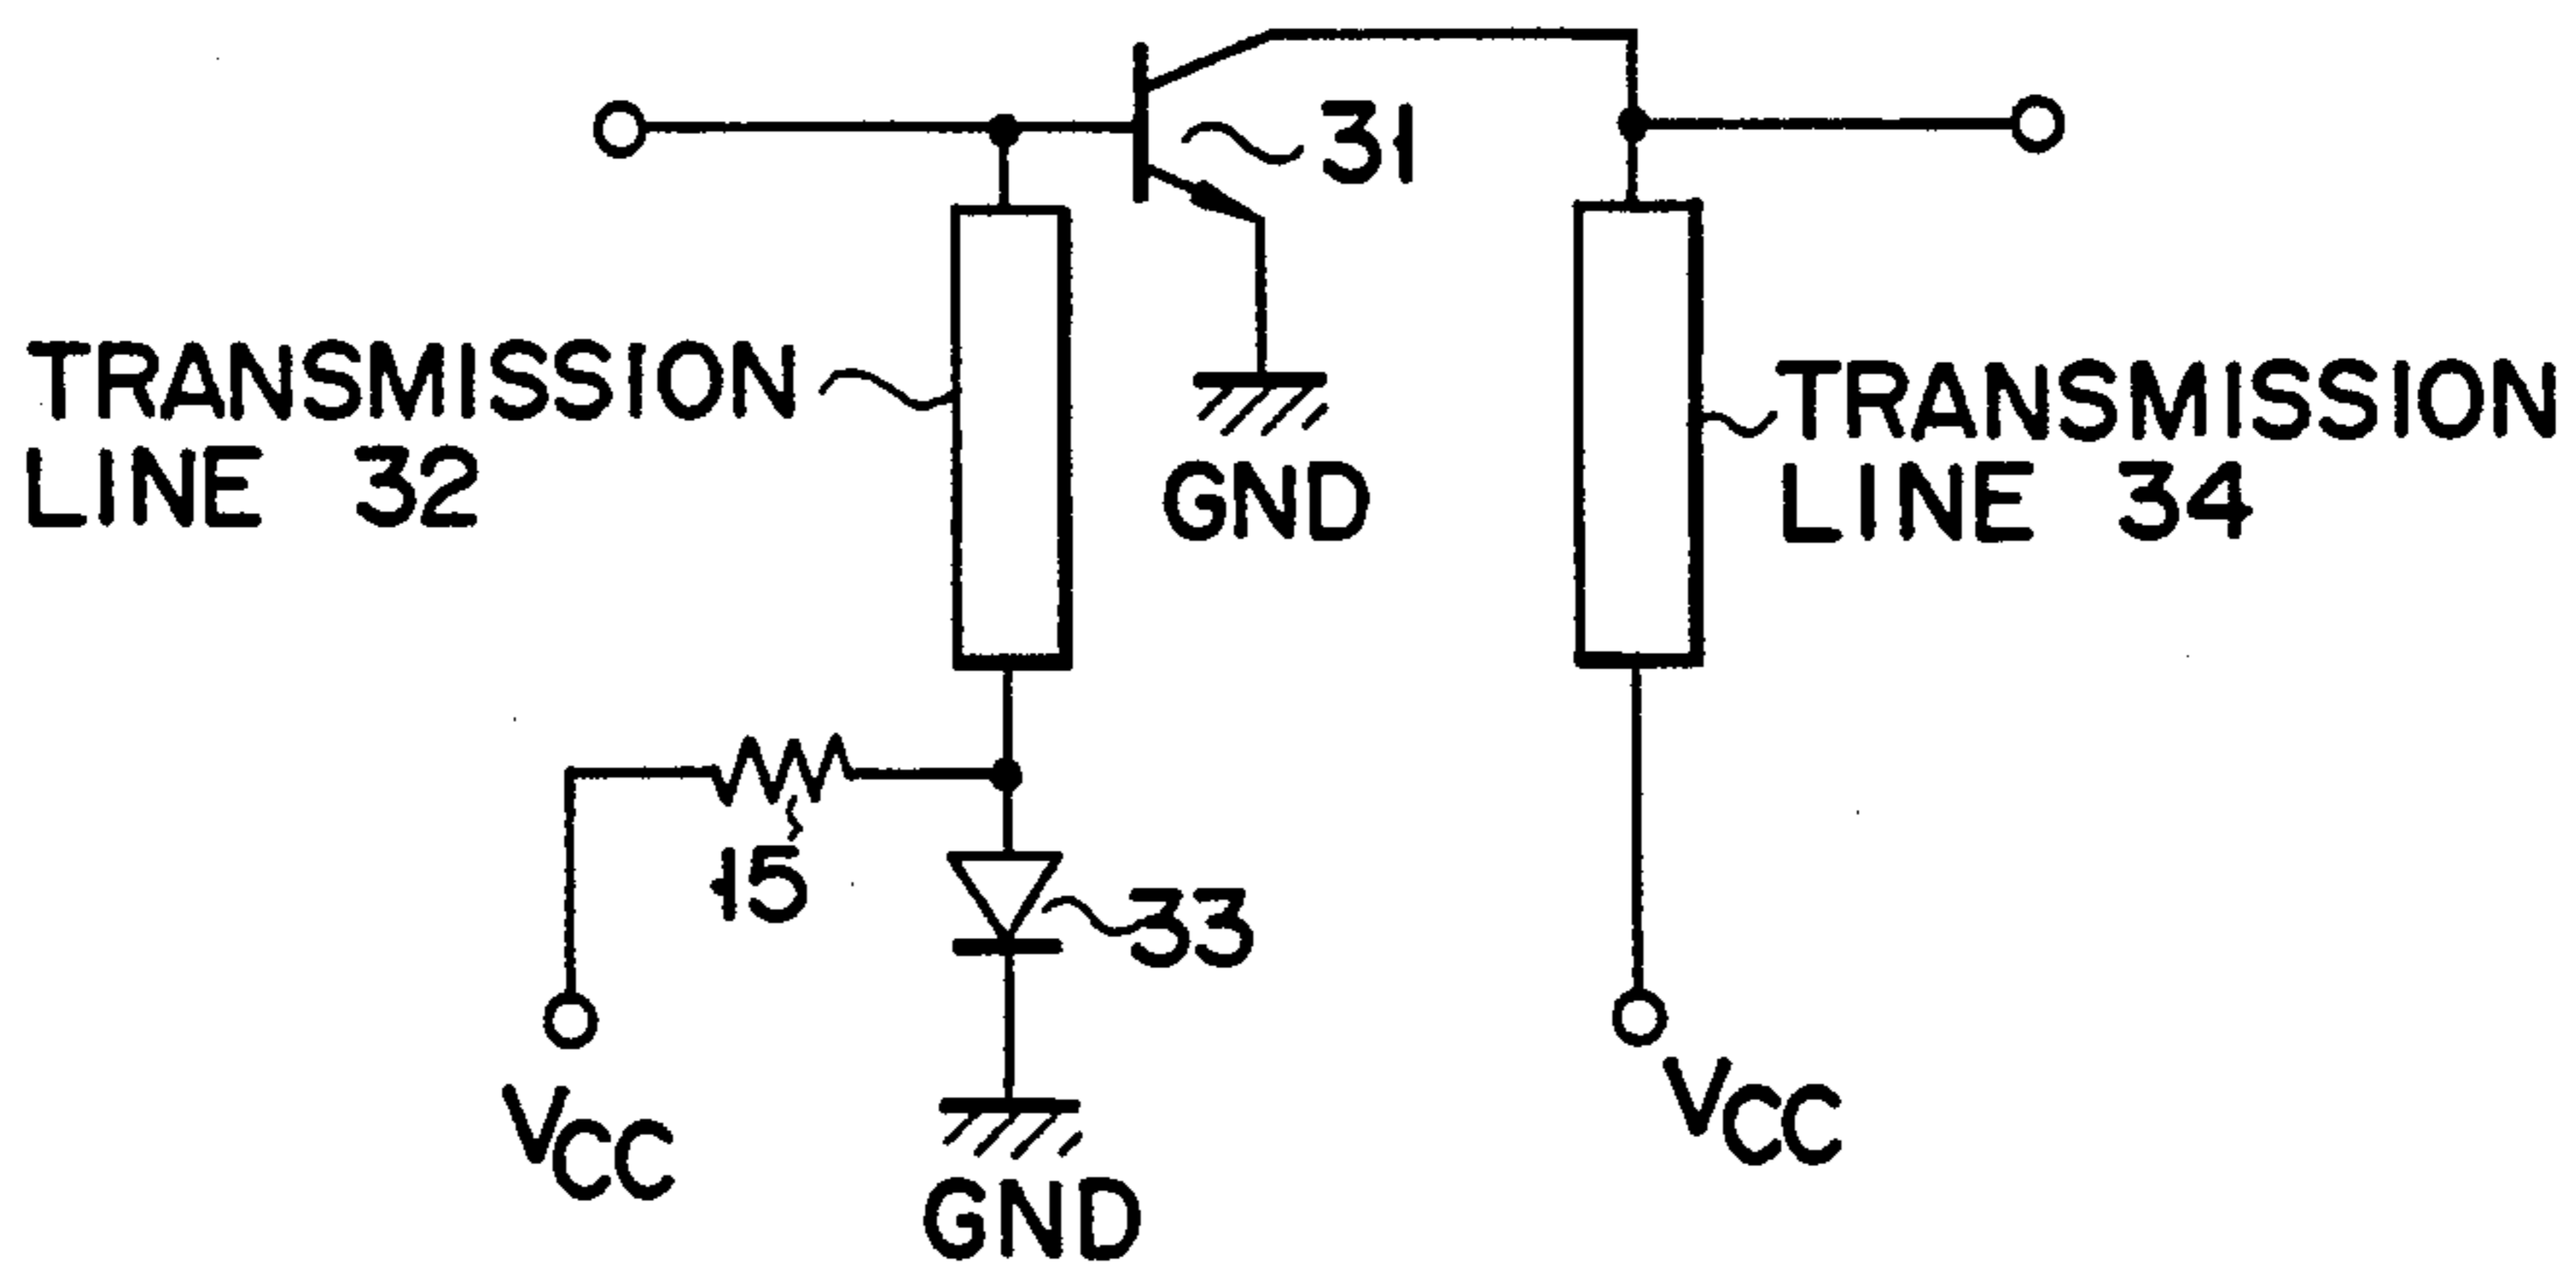 31
TRANSMISSION
LINE 32
GND
TRANSMISSION
LINE 34
15
33
VCC
VCC
GND